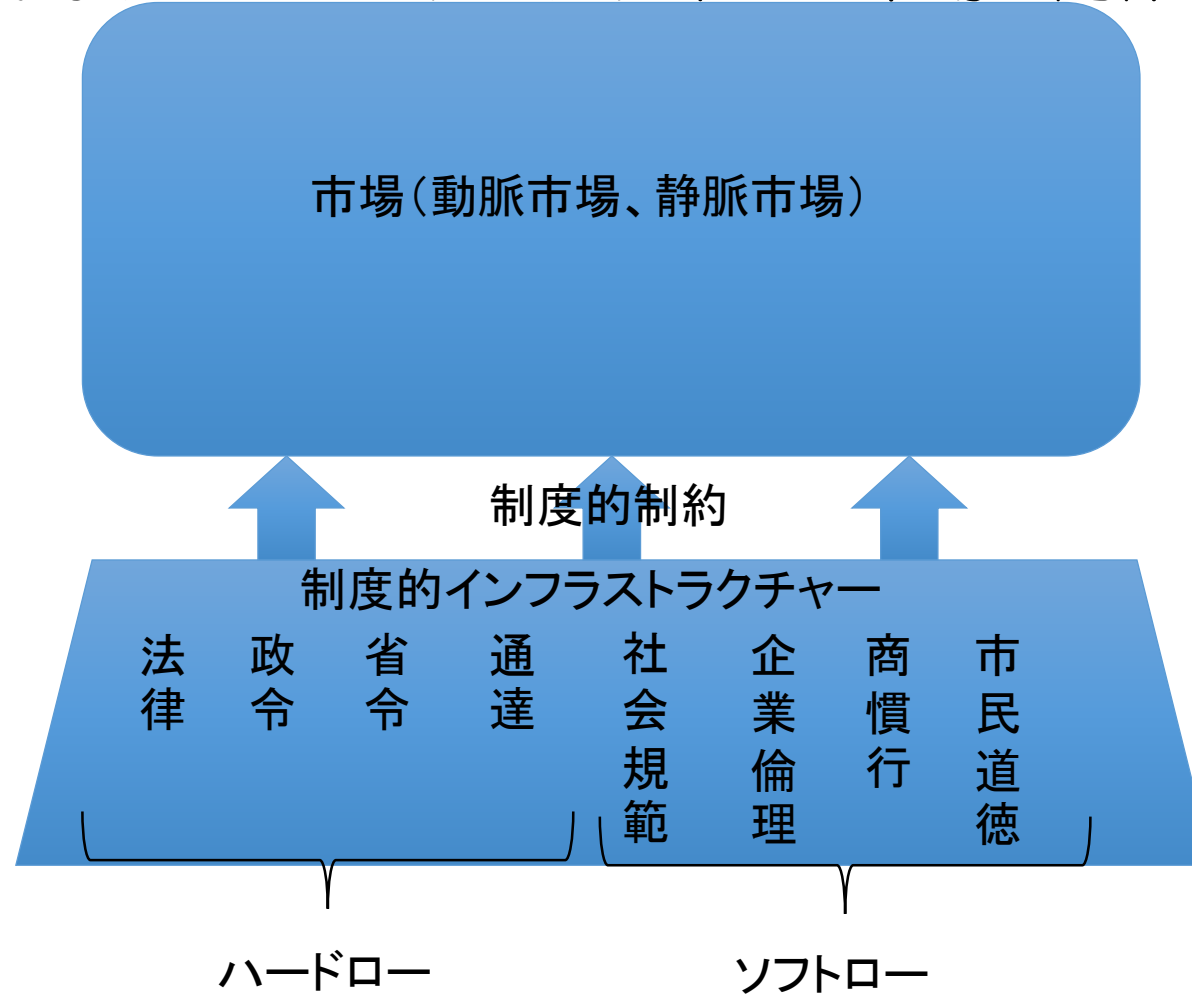 市場（動脈市場、静脈市場）
制度的制約
制度的インフラストラクチャー
法律
政令
省令
通達
社会規範
企業倫理
商慣行
市民道徳
ハードロー
ソフトロー